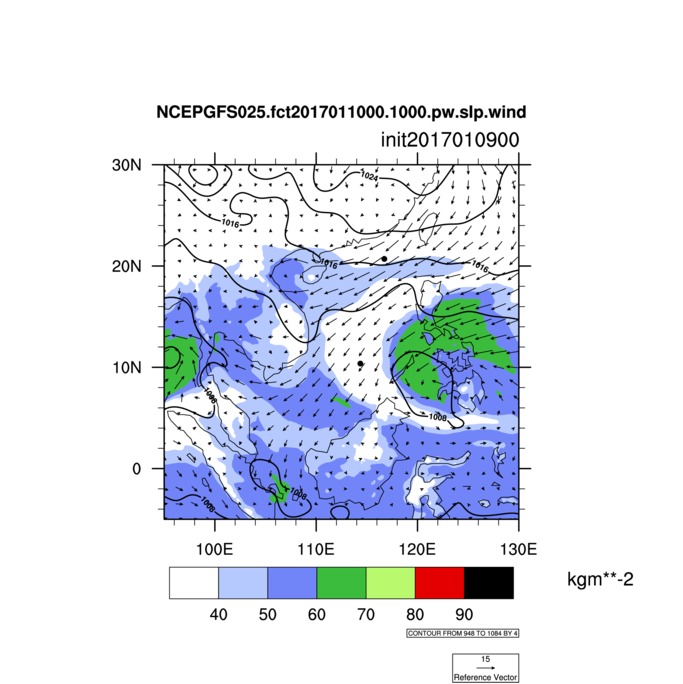 NCEPGFS025.fct2017011000.1000.pw.slp.wind
init2017010900
30N
20N
10N
0
1024
1016
1016
1016
1008
1008
1008
1008
100E
110E
120E
130E
kgm**-2
40
50
60
70
80
90
CONTOUR FROM 948 TO 1084 BY 4
15
Reference Vector